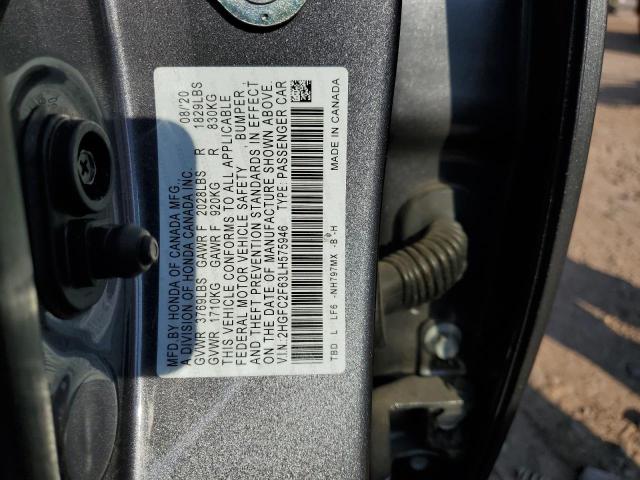 MFD.BY HONDA OF CANADA MFG., 08/20
A DIVISION OF HONDA CANADA INC.
GVWR 3769LBS GAWR F 2028LBS R 1829LBS
GVWR 1710KG GAWR F 920KG R 830KG
THIS VEHICLE CONFORMS TO ALL APPLICABLE
FEDERAL MOTOR VEHICLE SAFETY, BUMPER,
AND THEFT PREVENTION STANDARDS IN EFFECT
ON THE DATE OF MANUFACTURE SHOWN ABOVE.
V.I.N.:2HGFC2F63LH575946 TYPE:PASSENGER CAR
TBD L LF6 -NH797MX -B -H MADE IN CANADA